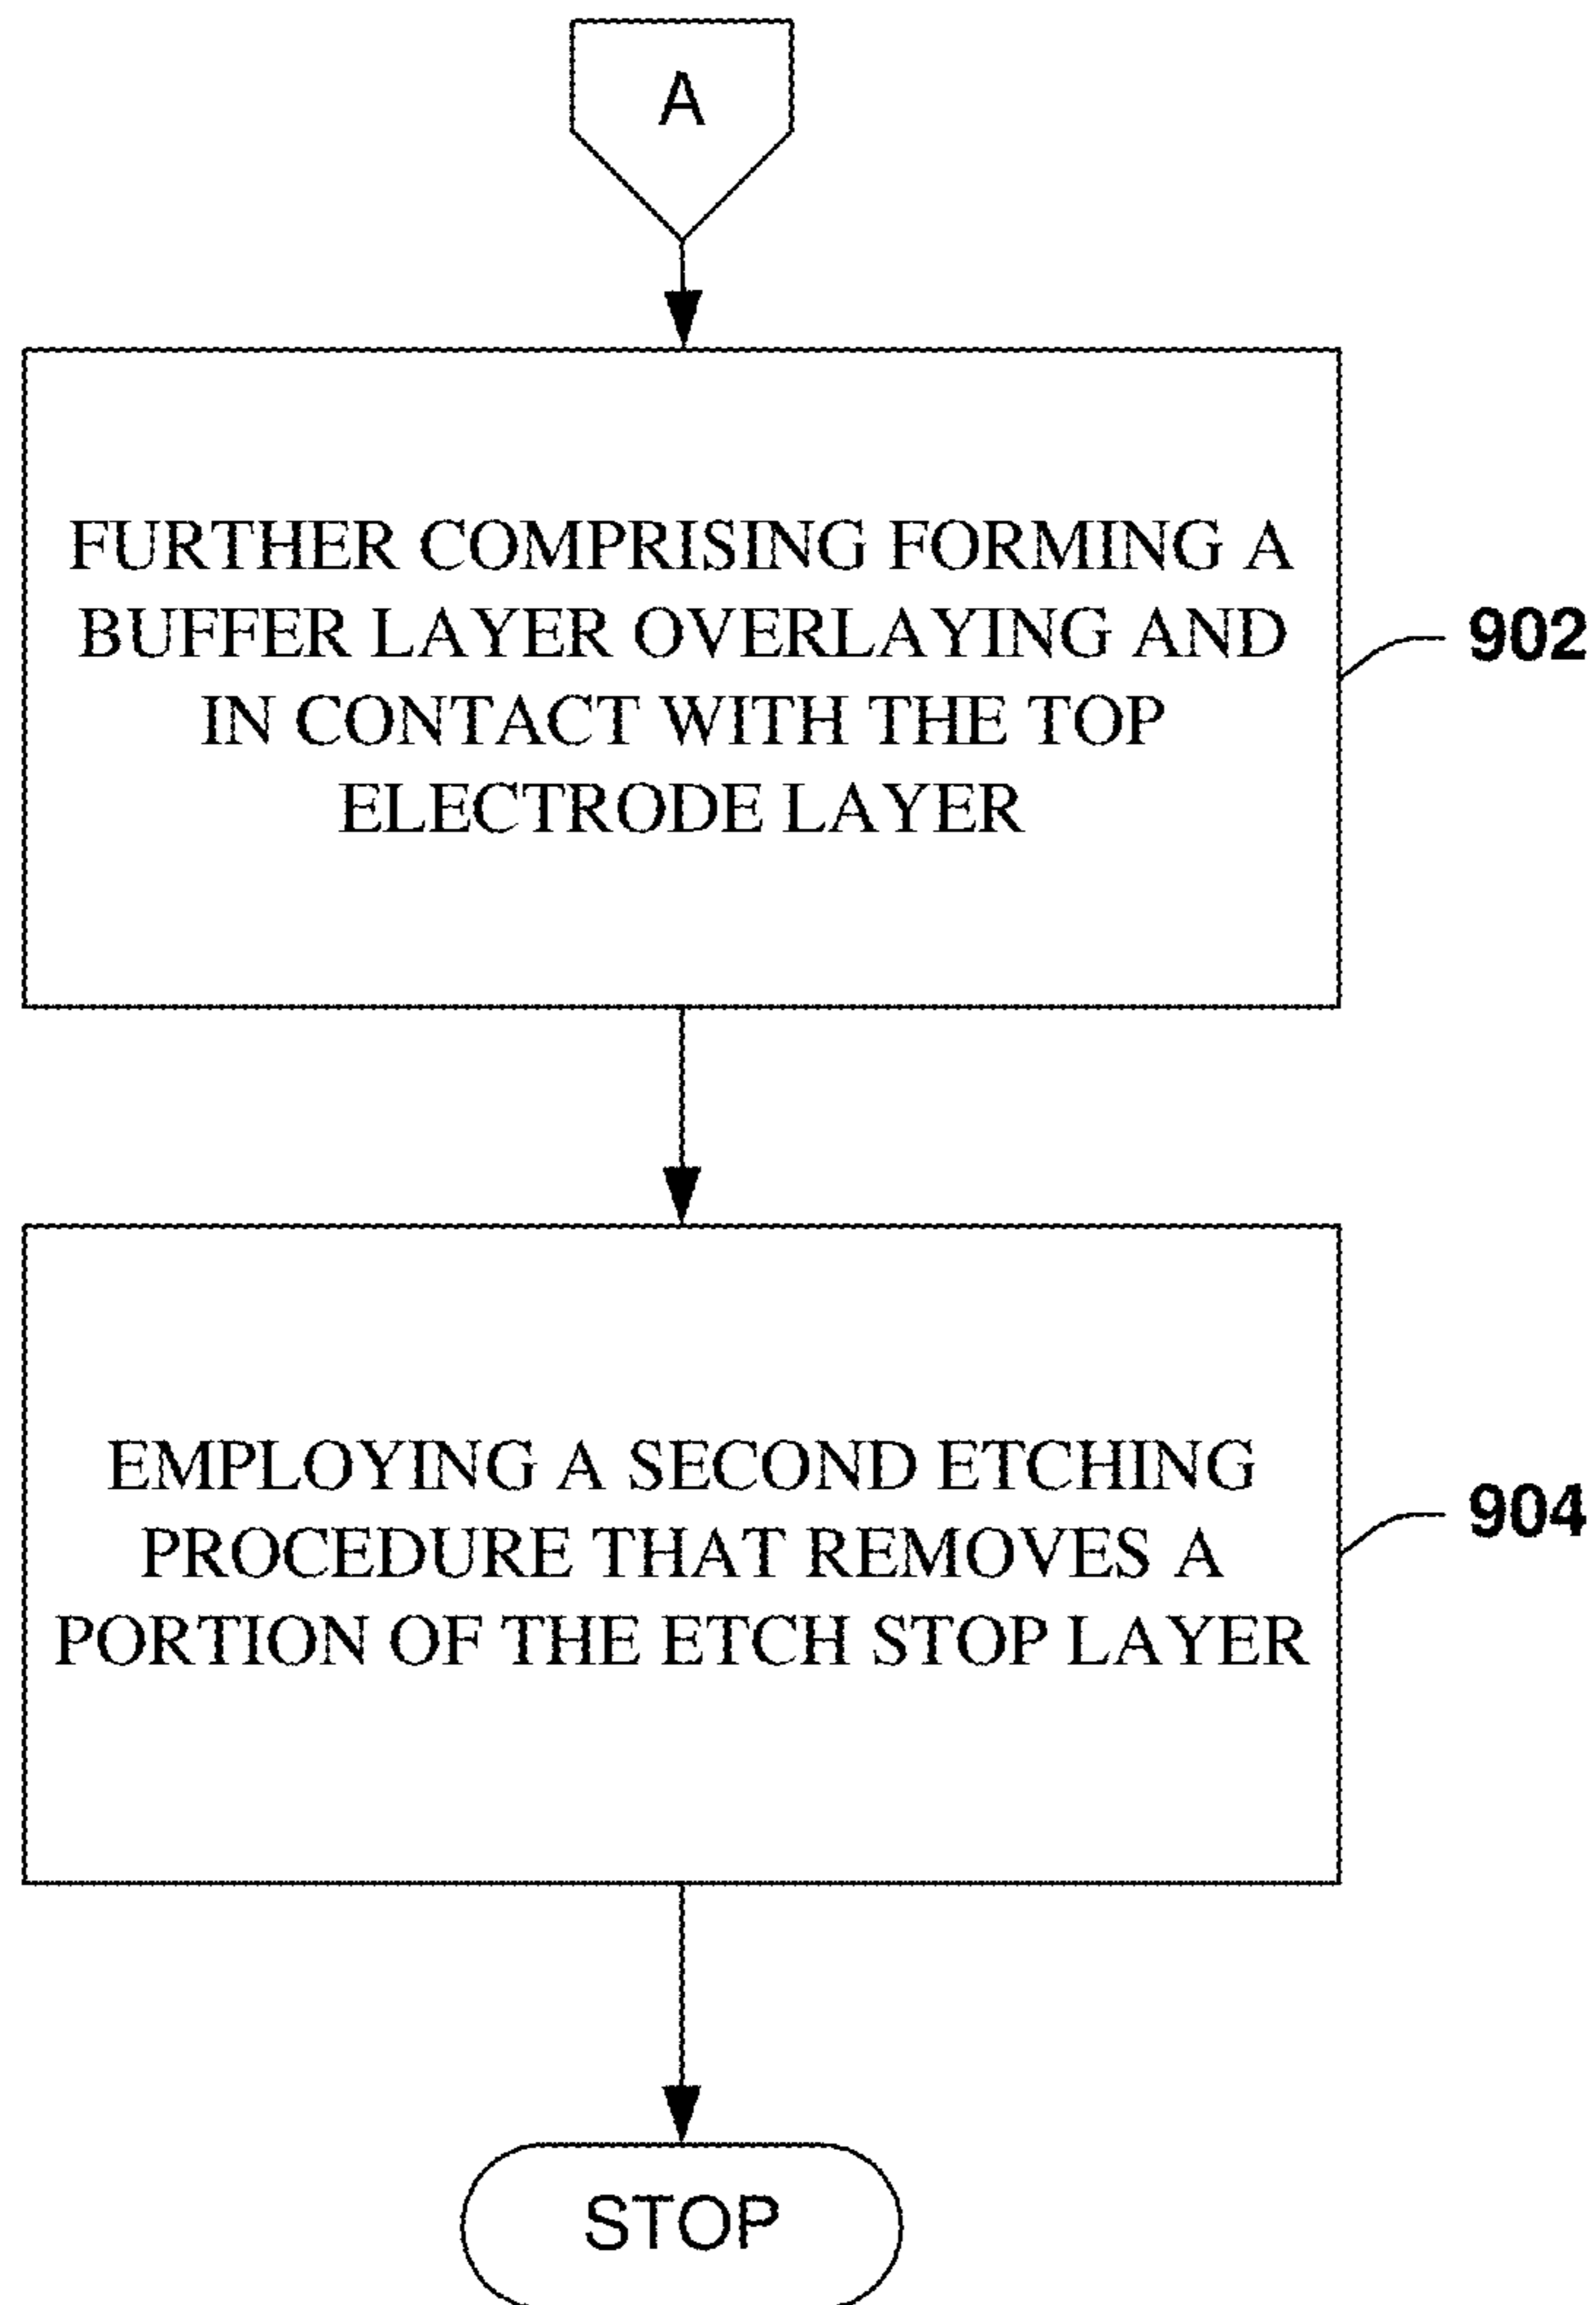 A
FURTHER COMPRISING FORMING A
BUFFER LAYER OVERLAYING AND
IN CONTACT WITH THE TOP
ELECTRODE LAYER
902
EMPLOYING A SECOND ETCHING
PROCEDURE THAT REMOVES A
PORTION OF THE ETCH STOP LAYER
904
STOP